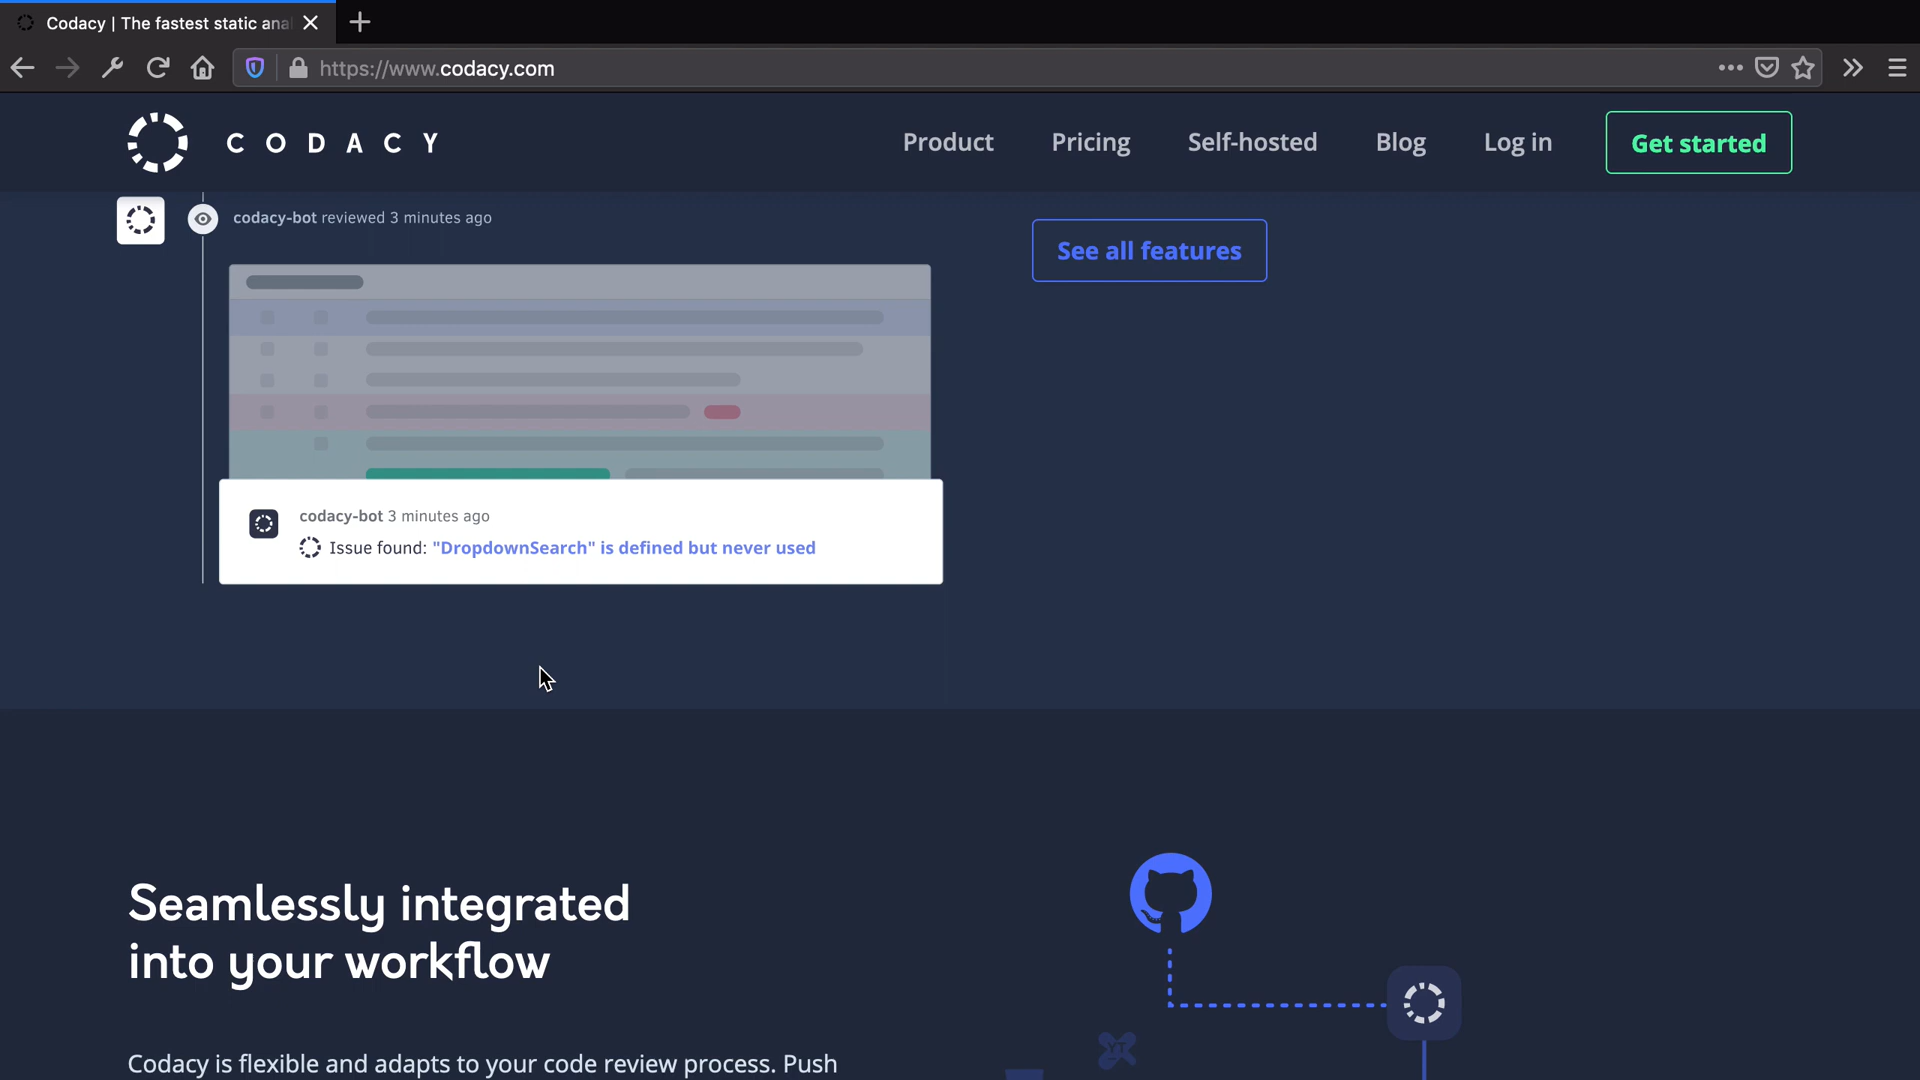 Codacy | The fastest static ana
https://www.codacy.com
CODACY
Product
Pricing
Self-hosted
Blog
Log in
Get started
codacy-bot reviewed 3 minutes ago
See all features
codacy-bot 3 minutes ago
Issue found: "DropdownSearch" is defined but never used
Seamlessly integrated
into your workflow
Codacy is flexible and adapts to your code review process. Push